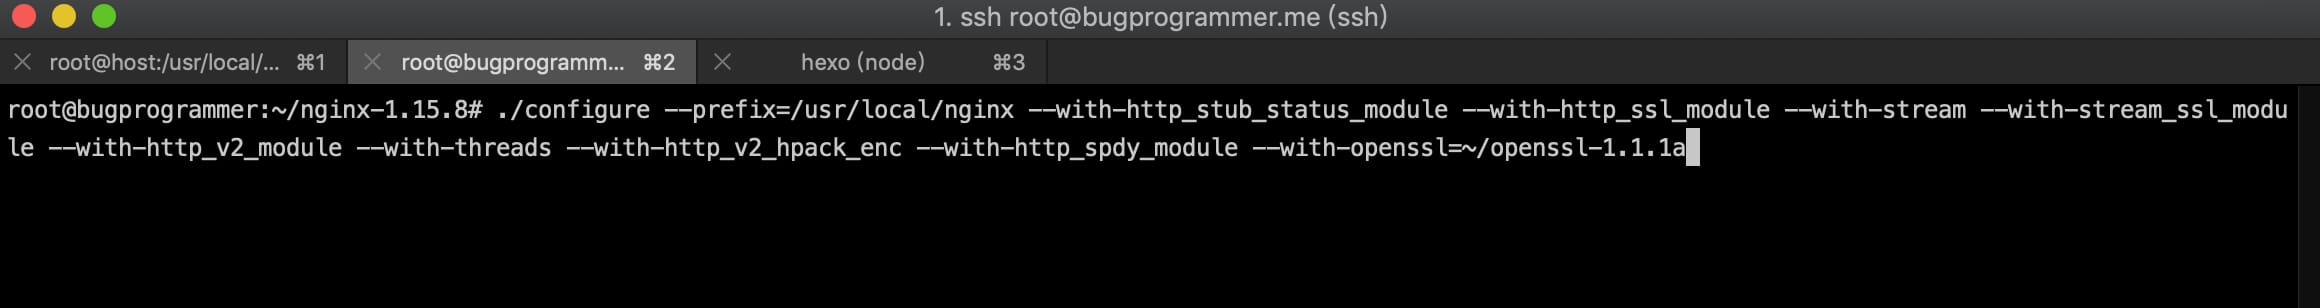 1. ssh root@bugprogrammer.me (ssh)
root@host:/usr/local/... ⌘1
root@bugprogramm... ⌘2
hexo (node) ⌘3
root@bugprogrammer:~/nginx-1.15.8# ./configure --prefix=/usr/local/nginx --with-http_stub_status_module --with-http_ssl_module --with-stream --with-stream_ssl_modu
le --with-http_v2_module --with-threads --with-http_v2_hpack_enc --with-http_spdy_module --with-openssl=~/openssl-1.1.1a